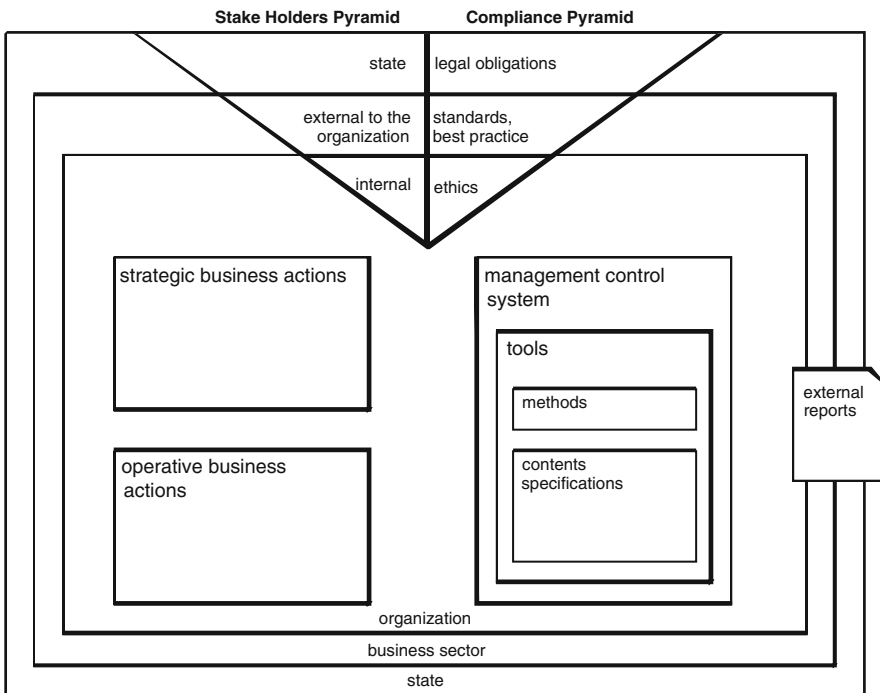 Stake Holders Pyramid
Compliance Pyramid
state
legal obligations
external to the
organization
standards,
best practice
internal
ethics
strategic business actions
management control
system
tools
methods
contents
specifications
operative business
actions
external
reports
organization
business sector
state